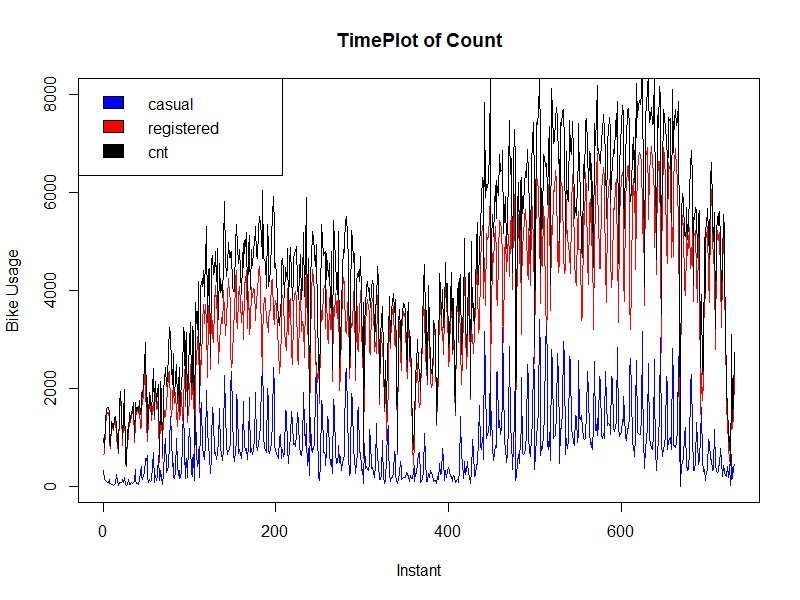 TimePlot of Count
casual
registered
cnt
Bike Usage
8000
6000
4000
2000
0
0 200 400 600
Instant